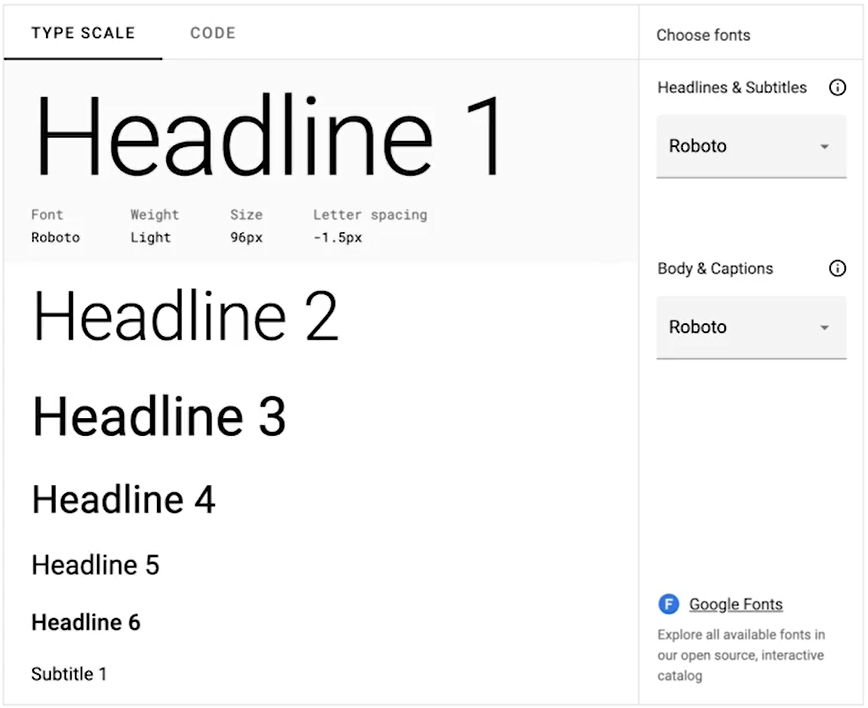 TYPE SCALE CODE
Headline 1
Font Weight Size Letter spacing
Roboto Light 96px -1.5px
Headline 2
Headline 3
Headline 4
Headline 5
Headline 6
Subtitle 1
Choose fonts
Headlines & Subtitles
Roboto
Body & Captions
Roboto
F Google Fonts
Explore all available fonts in
our open source, interactive
catalog